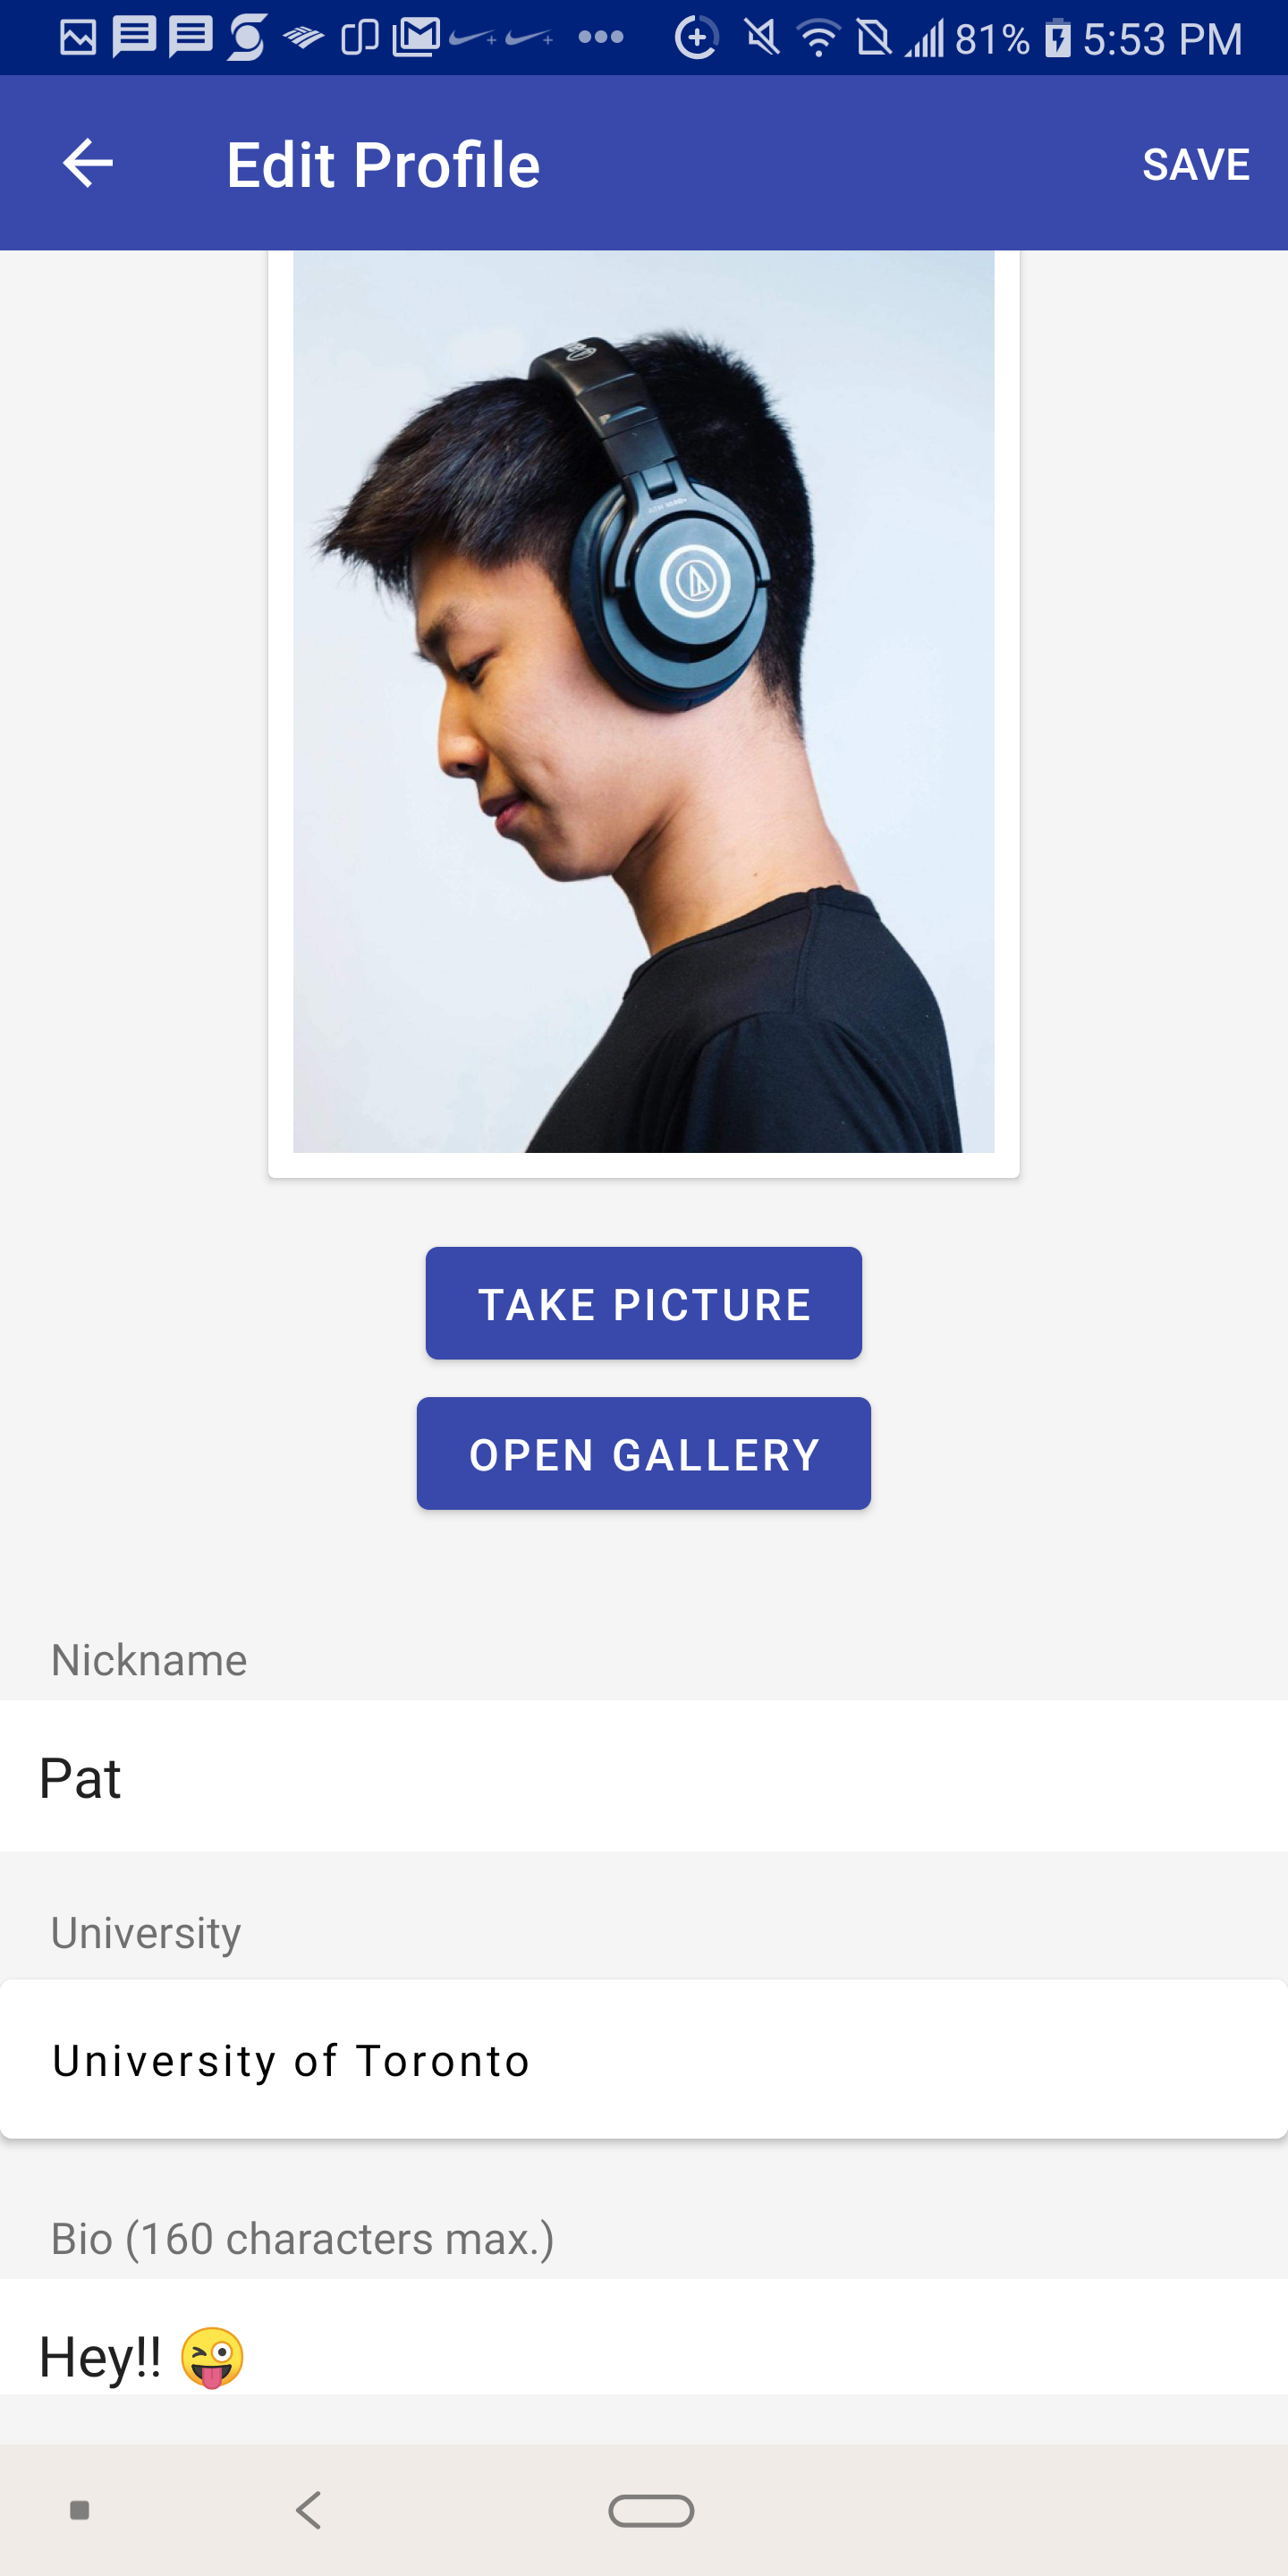 81% 5:53 PM
Edit Profile
SAVE
TAKE PICTURE
OPEN GALLERY
Nickname
Pat
University
University of Toronto
Bio (160 characters max.)
Hey!! 😜